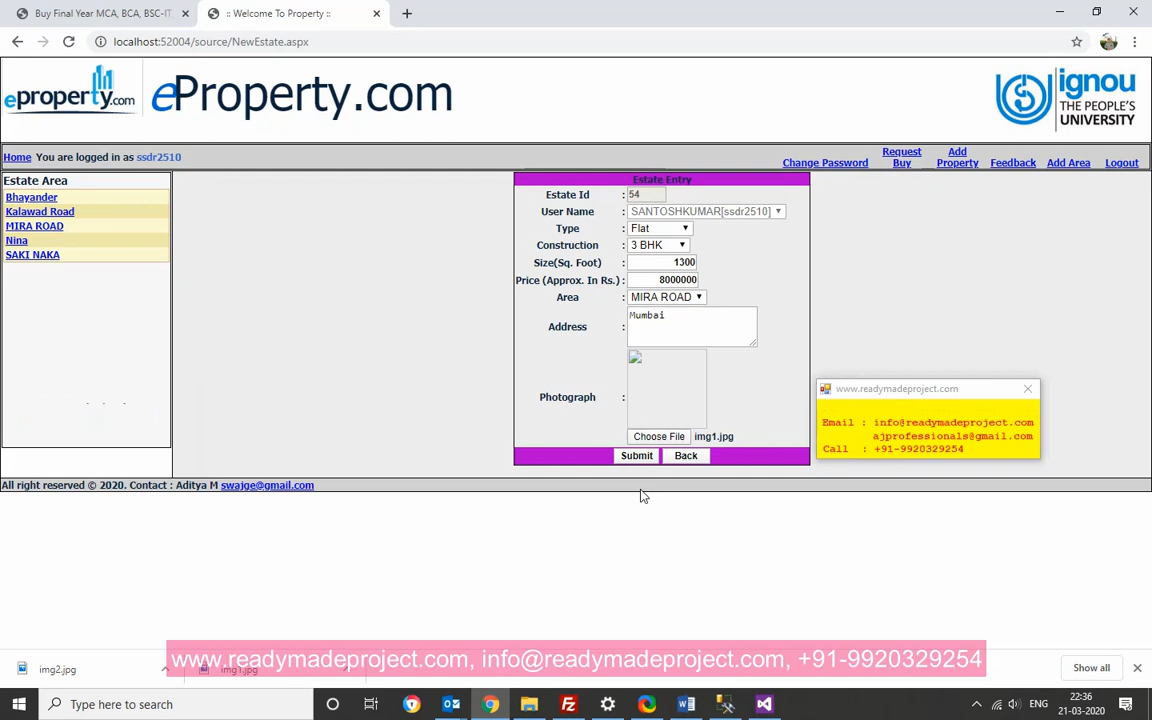 Buy Final Year MCA, BCA, BSC-IT
:: Welcome To Property ::
localhost:52004/source/NewEstate.aspx
eproperty.com
eProperty.com
ignou
THE PEOPLE'S
UNIVERSITY
Home You are logged in as ssdr2510
Change Password
Request
Buy
Add
Property
Feedback
Add Area
Logout
Estate Area
Bhayander
Kalawad Road
MIRA ROAD
Nina
SAKI NAKA
Estate Entry
Estate Id : 54
User Name : SANTOSHKUMAR[ssdr2510]
Type : Flat
Construction : 3 BHK
Size(Sq. Foot) : 1300
Price (Approx. In Rs.) : 8000000
Area : MIRA ROAD
Address : Mumbai
Photograph :
Choose File img1.jpg
Submit Back
www.readymadeproject.com
Email : info@readymadeproject.com
ajprofessionals@gmail.com
Call : +91-9920329254
All right reserved © 2020. Contact : Aditya M swajge@gmail.com
www.readymadeproject.com, info@readymadeproject.com, +91-9920329254
img2.jpg
img1.jpg
Show all
Type here to search
ENG
22:36
21-03-2020